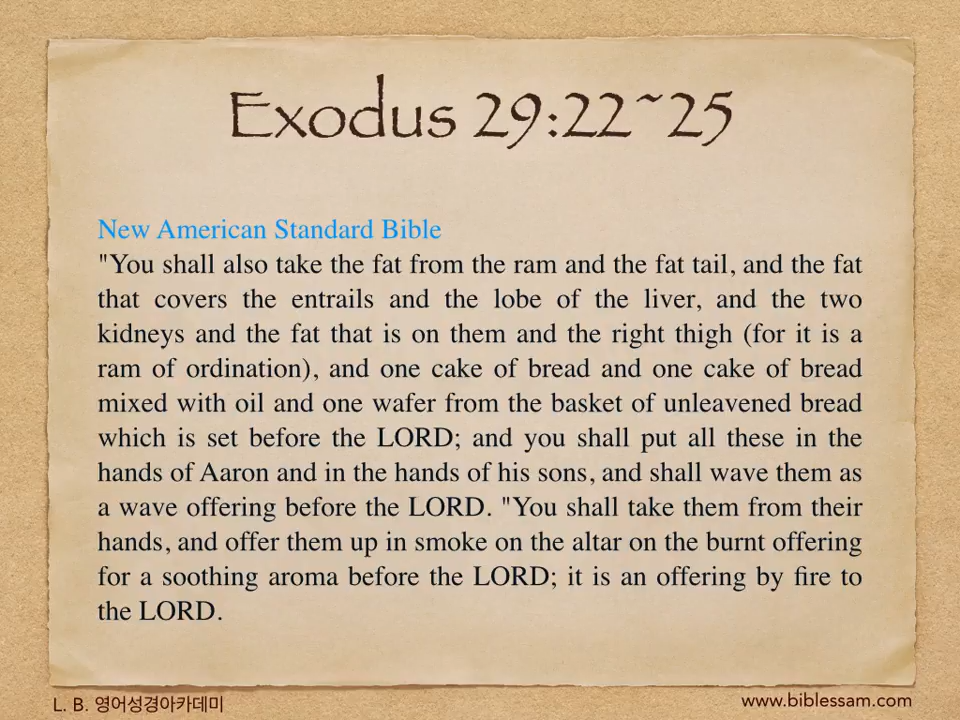 Exodus 29:22~25
New American Standard Bible
"You shall also take the fat from the ram and the fat tail, and the fat
that covers the entrails and the lobe of the liver, and the two
kidneys and the fat that is on them and the right thigh (for it is a
ram of ordination), and one cake of bread and one cake of bread
mixed with oil and one wafer from the basket of unleavened bread
which is set before the LORD; and you shall put all these in the
hands of Aaron and in the hands of his sons, and shall wave them as
a wave offering before the LORD. "You shall take them from their
hands, and offer them up in smoke on the altar on the burnt offering
for a soothing aroma before the LORD; it is an offering by fire to
the LORD.
L. B. 영어성경아카데미
www.biblessam.com